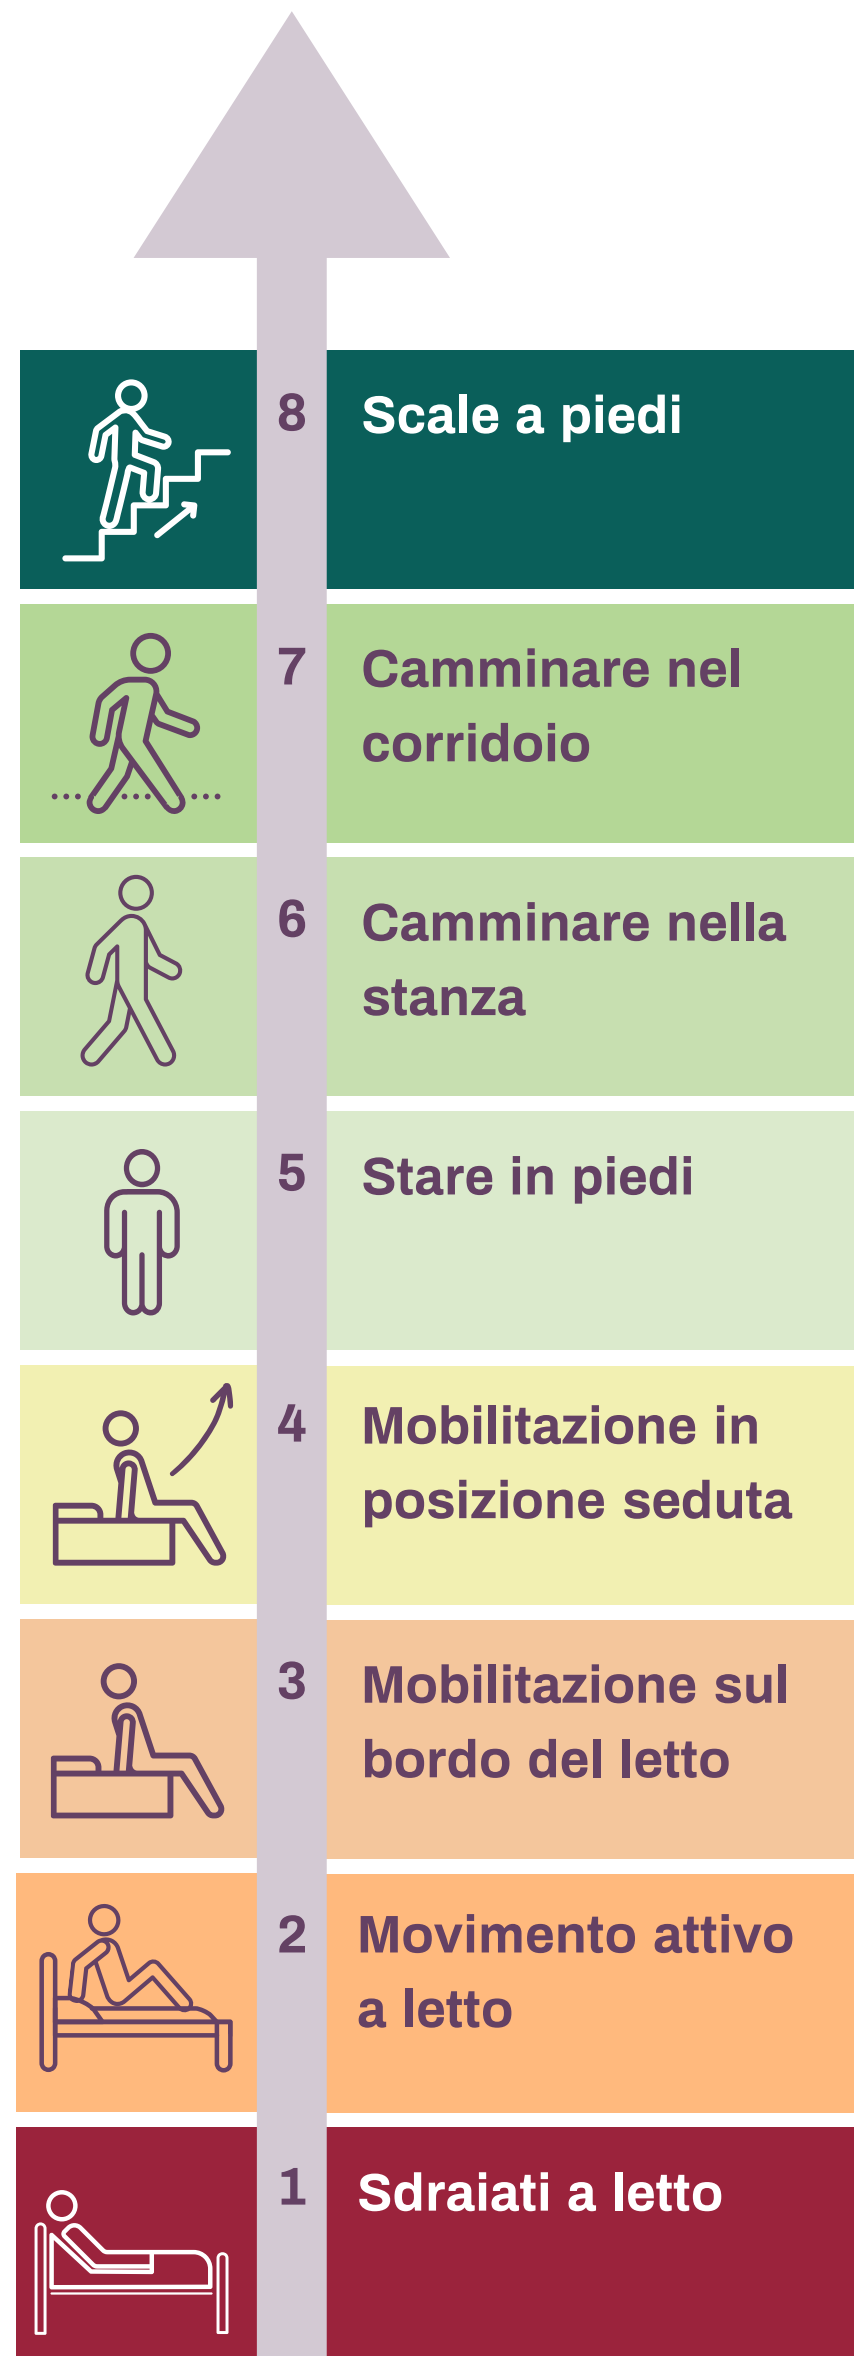 8 Scale a piedi
7 Camminare nel
corridoio
6 Camminare nella
stanza
5 Stare in piedi
4 Mobilitazione in
posizione seduta
3 Mobilitazione sul
bordo del letto
2 Movimento attivo
a letto
1 Sdraiati a letto